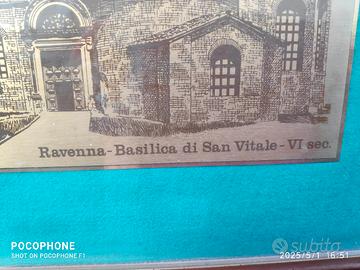 Ravenna-Basilica di San Vitale - VI sec.
POCOPHONE
SHOT ON POCOPHONE F1
2025/5/1 16:51
subito